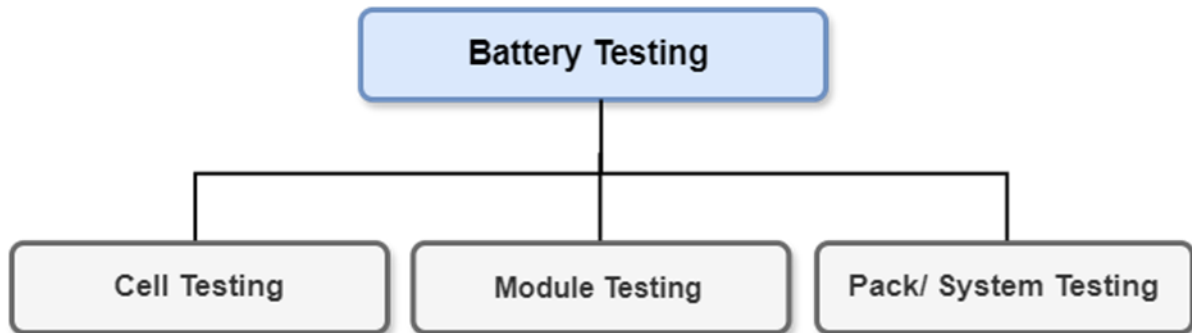 Battery Testing
Cell Testing
Module Testing
Pack/ System Testing